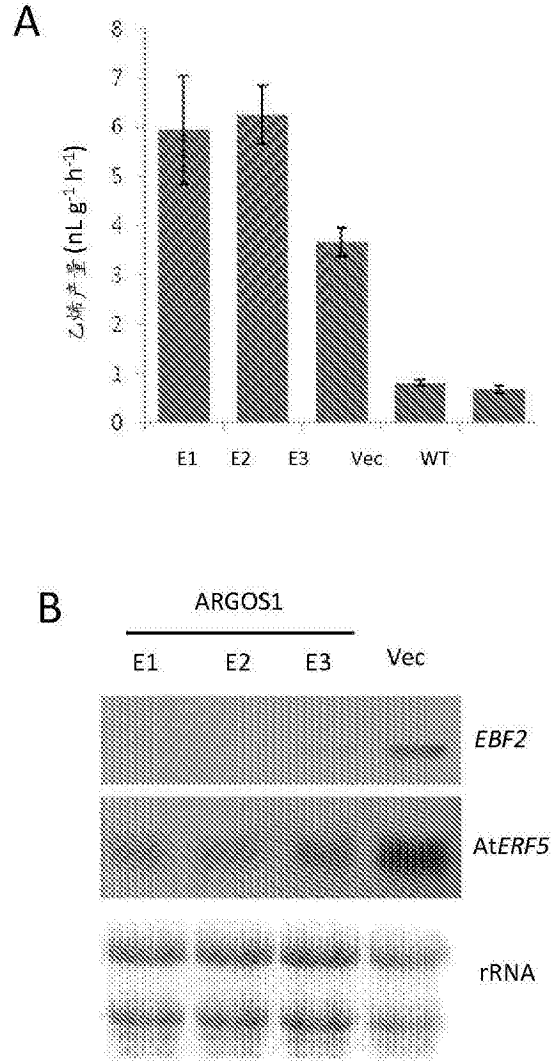 A
8
7
6
5
4
3
2
1
0
乙烯产量 (nL g⁻¹ h⁻¹)
E1 E2 E3 Vec WT
B
ARGOS1
E1 E2 E3 Vec
EBF2
AtERF5
rRNA